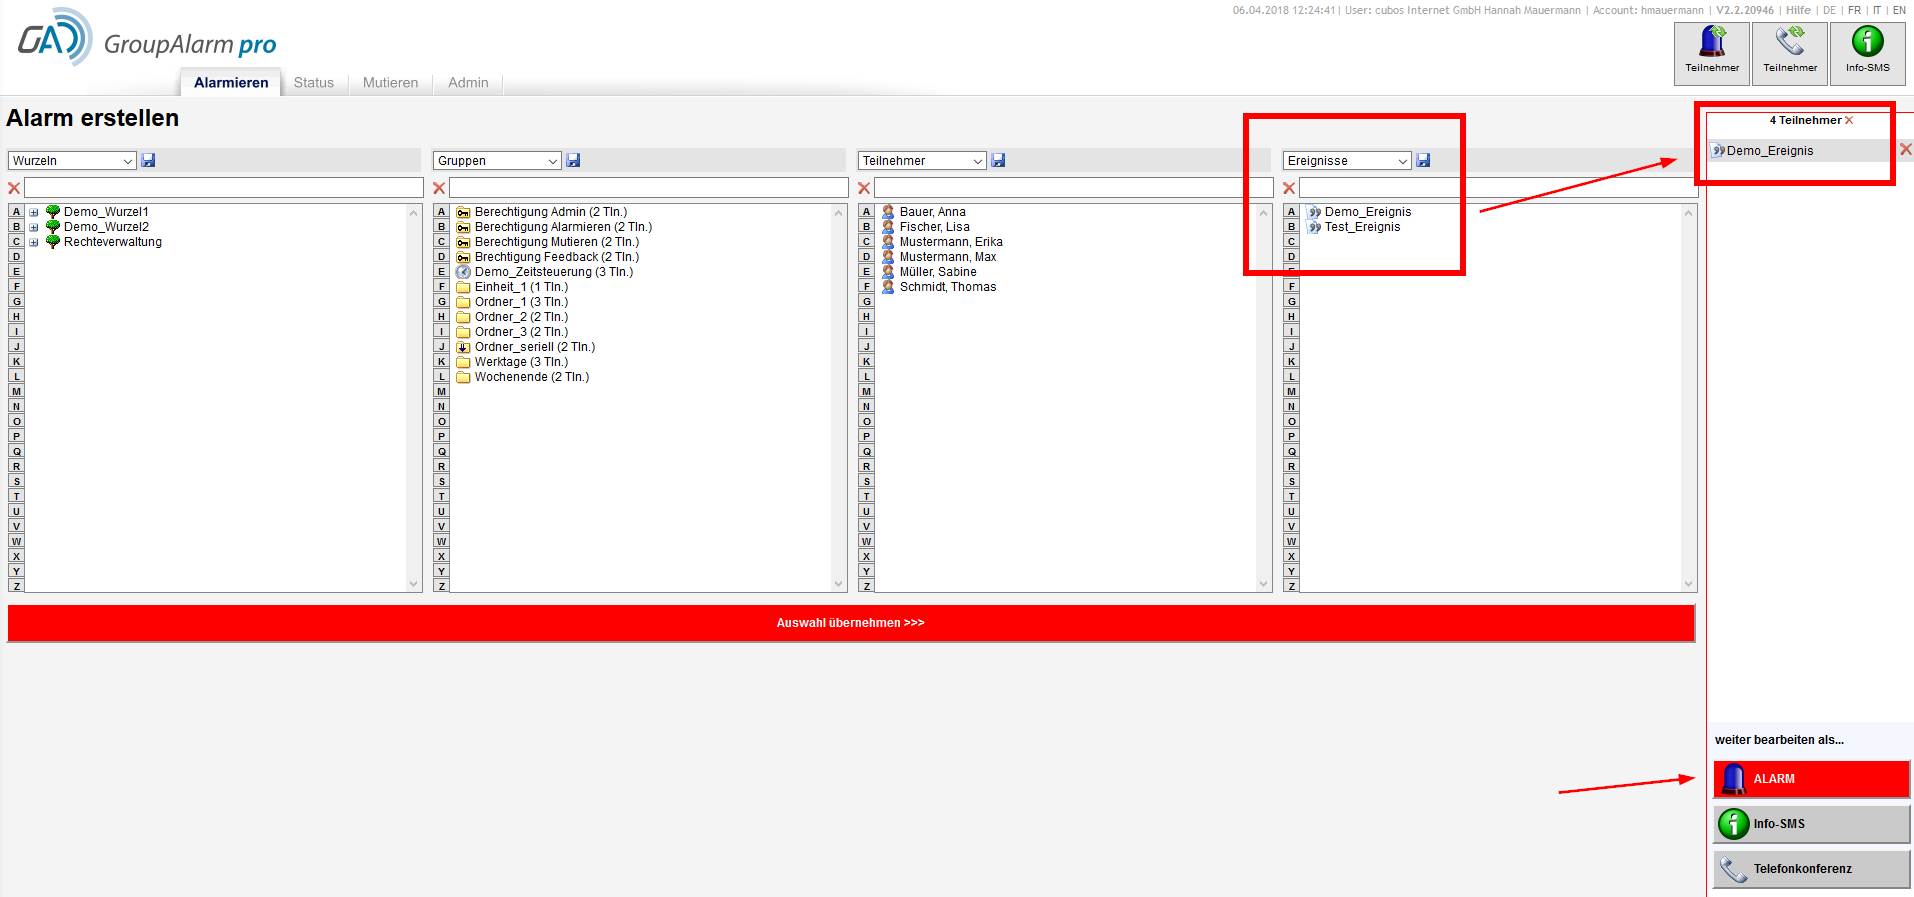 06.04.2018 12:24:41 | User: cubos Internet GmbH Hannah Mauermann | Account: hmauermann | V2.2.20946 | Hilfe | DE | FR | IT | EN
GroupAlarm pro
Teilnehmer
Teilnehmer
Info-SMS
Alarmieren
Status
Mutieren
Admin
Alarm erstellen
4 Teilnehmer
Demo_Ereignis
Wurzeln
A
B
C
D
E
F
G
H
I
J
K
L
M
N
O
P
Q
R
S
T
U
V
W
X
Y
Z
Demo_Wurzel1
Demo_Wurzel2
Rechteverwaltung
Gruppen
A
B
C
D
E
F
G
H
I
J
K
L
M
N
O
P
Q
R
S
T
U
V
W
X
Y
Z
Berechtigung Admin (2 Tln.)
Berechtigung Alarmieren (2 Tln.)
Berechtigung Mutieren (2 Tln.)
Brechtigung Feedback (2 Tln.)
Demo_Zeitsteuerung (3 Tln.)
Einheit_1 (1 Tln.)
Ordner_1 (3 Tln.)
Ordner_2 (2 Tln.)
Ordner_3 (2 Tln.)
Ordner_seriell (2 Tln.)
Werktage (3 Tln.)
Wochenende (2 Tln.)
Teilnehmer
A
B
C
D
E
F
G
H
I
J
K
L
M
N
O
P
Q
R
S
T
U
V
W
X
Y
Z
Bauer, Anna
Fischer, Lisa
Mustermann, Erika
Mustermann, Max
Müller, Sabine
Schmidt, Thomas
Ereignisse
A
B
C
D
E
F
G
H
I
J
K
L
M
N
O
P
Q
R
S
T
U
V
W
X
Y
Z
Demo_Ereignis
Test_Ereignis
Auswahl übernehmen >>>
weiter bearbeiten als...
ALARM
Info-SMS
Telefonkonferenz